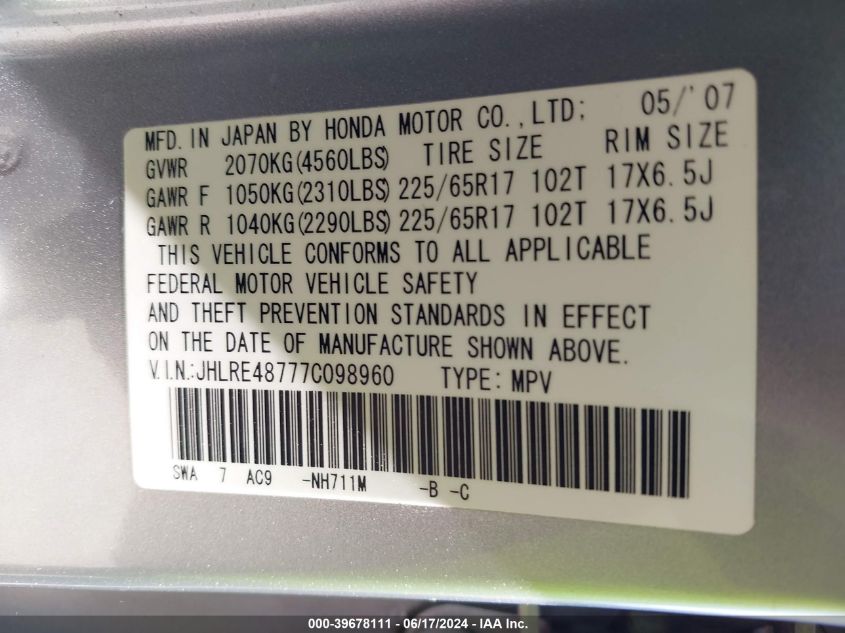 MFD. IN JAPAN BY HONDA MOTOR CO., LTD; 05/'07
GVWR 2070KG(4560LBS) TIRE SIZE RIM SIZE
GAWR F 1050KG(2310LBS) 225/65R17 102T 17X6.5J
GAWR R 1040KG(2290LBS) 225/65R17 102T 17X6.5J
THIS VEHICLE CONFORMS TO ALL APPLICABLE
FEDERAL MOTOR VEHICLE SAFETY
AND THEFT PREVENTION STANDARDS IN EFFECT
ON THE DATE OF MANUFACTURE SHOWN ABOVE.
V.I.N.:JHLRE48777C098960 TYPE: MPV
SWA 7 AC9 -NH711M -B -C
000-39678111 - 06/17/2024 - IAA Inc.